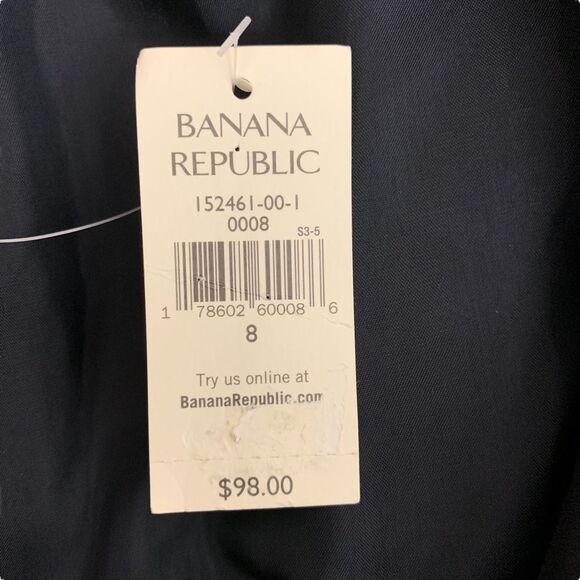 BANANA
REPUBLIC
152461-00-1
0008
S3-5
1 78602 60008 6
8
Try us online at
BananaRepublic.com
$98.00